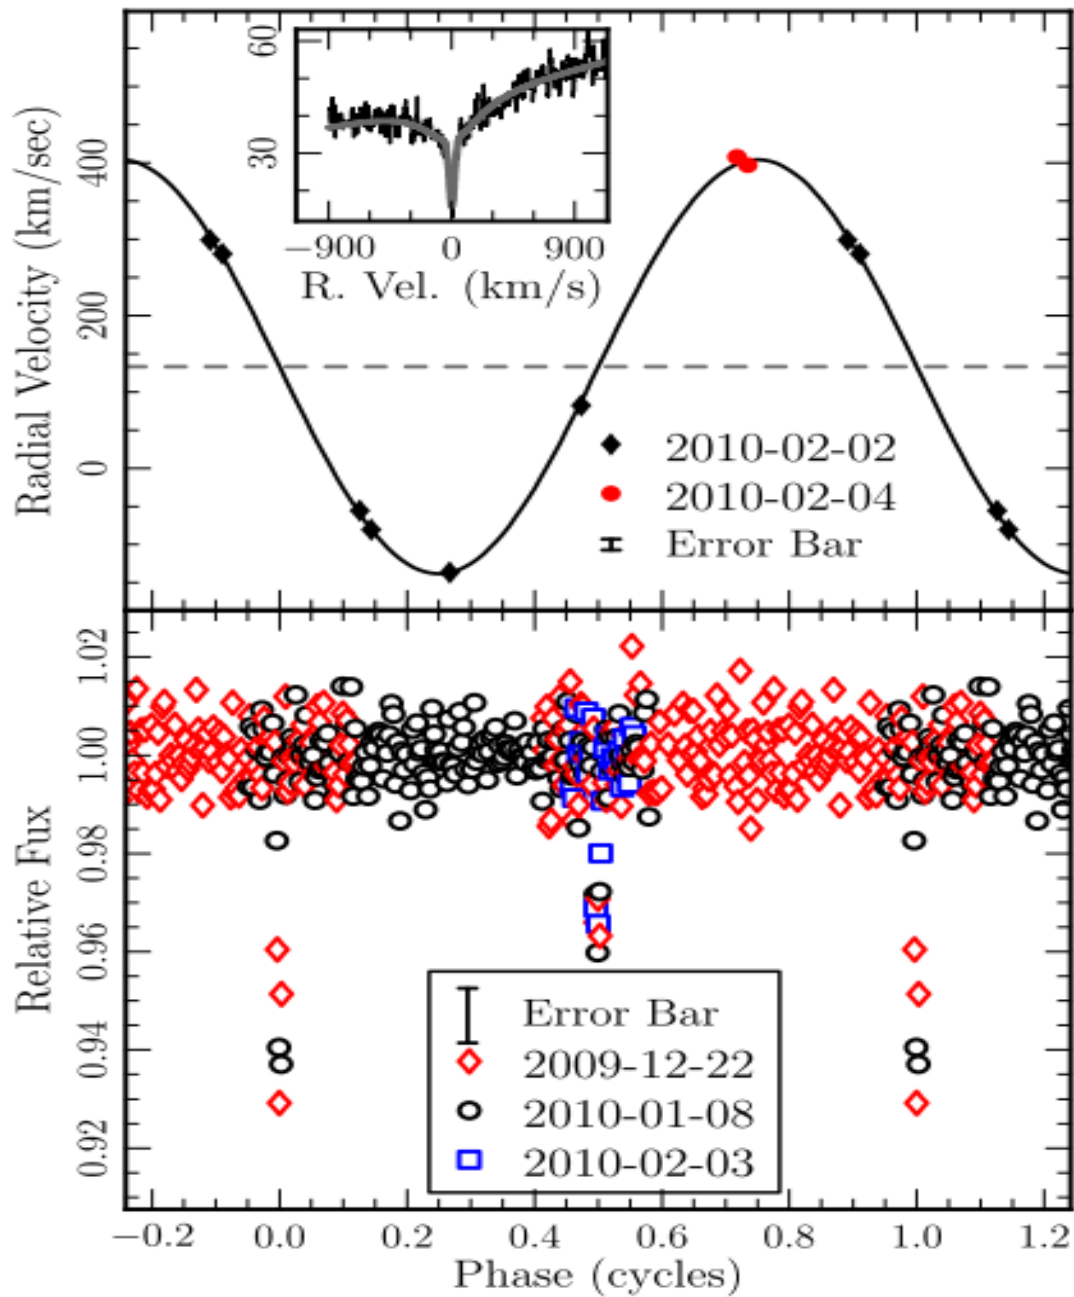 60
30
−900 0 900
R. Vel. (km/s)
Radial Velocity (km/sec)
400
200
0
2010-02-02
2010-02-04
Error Bar
Relative Fux
1.02
1.00
0.98
0.96
0.94
0.92
Error Bar
2009-12-22
2010-01-08
2010-02-03
−0.2 0.0 0.2 0.4 0.6 0.8 1.0 1.2
Phase (cycles)